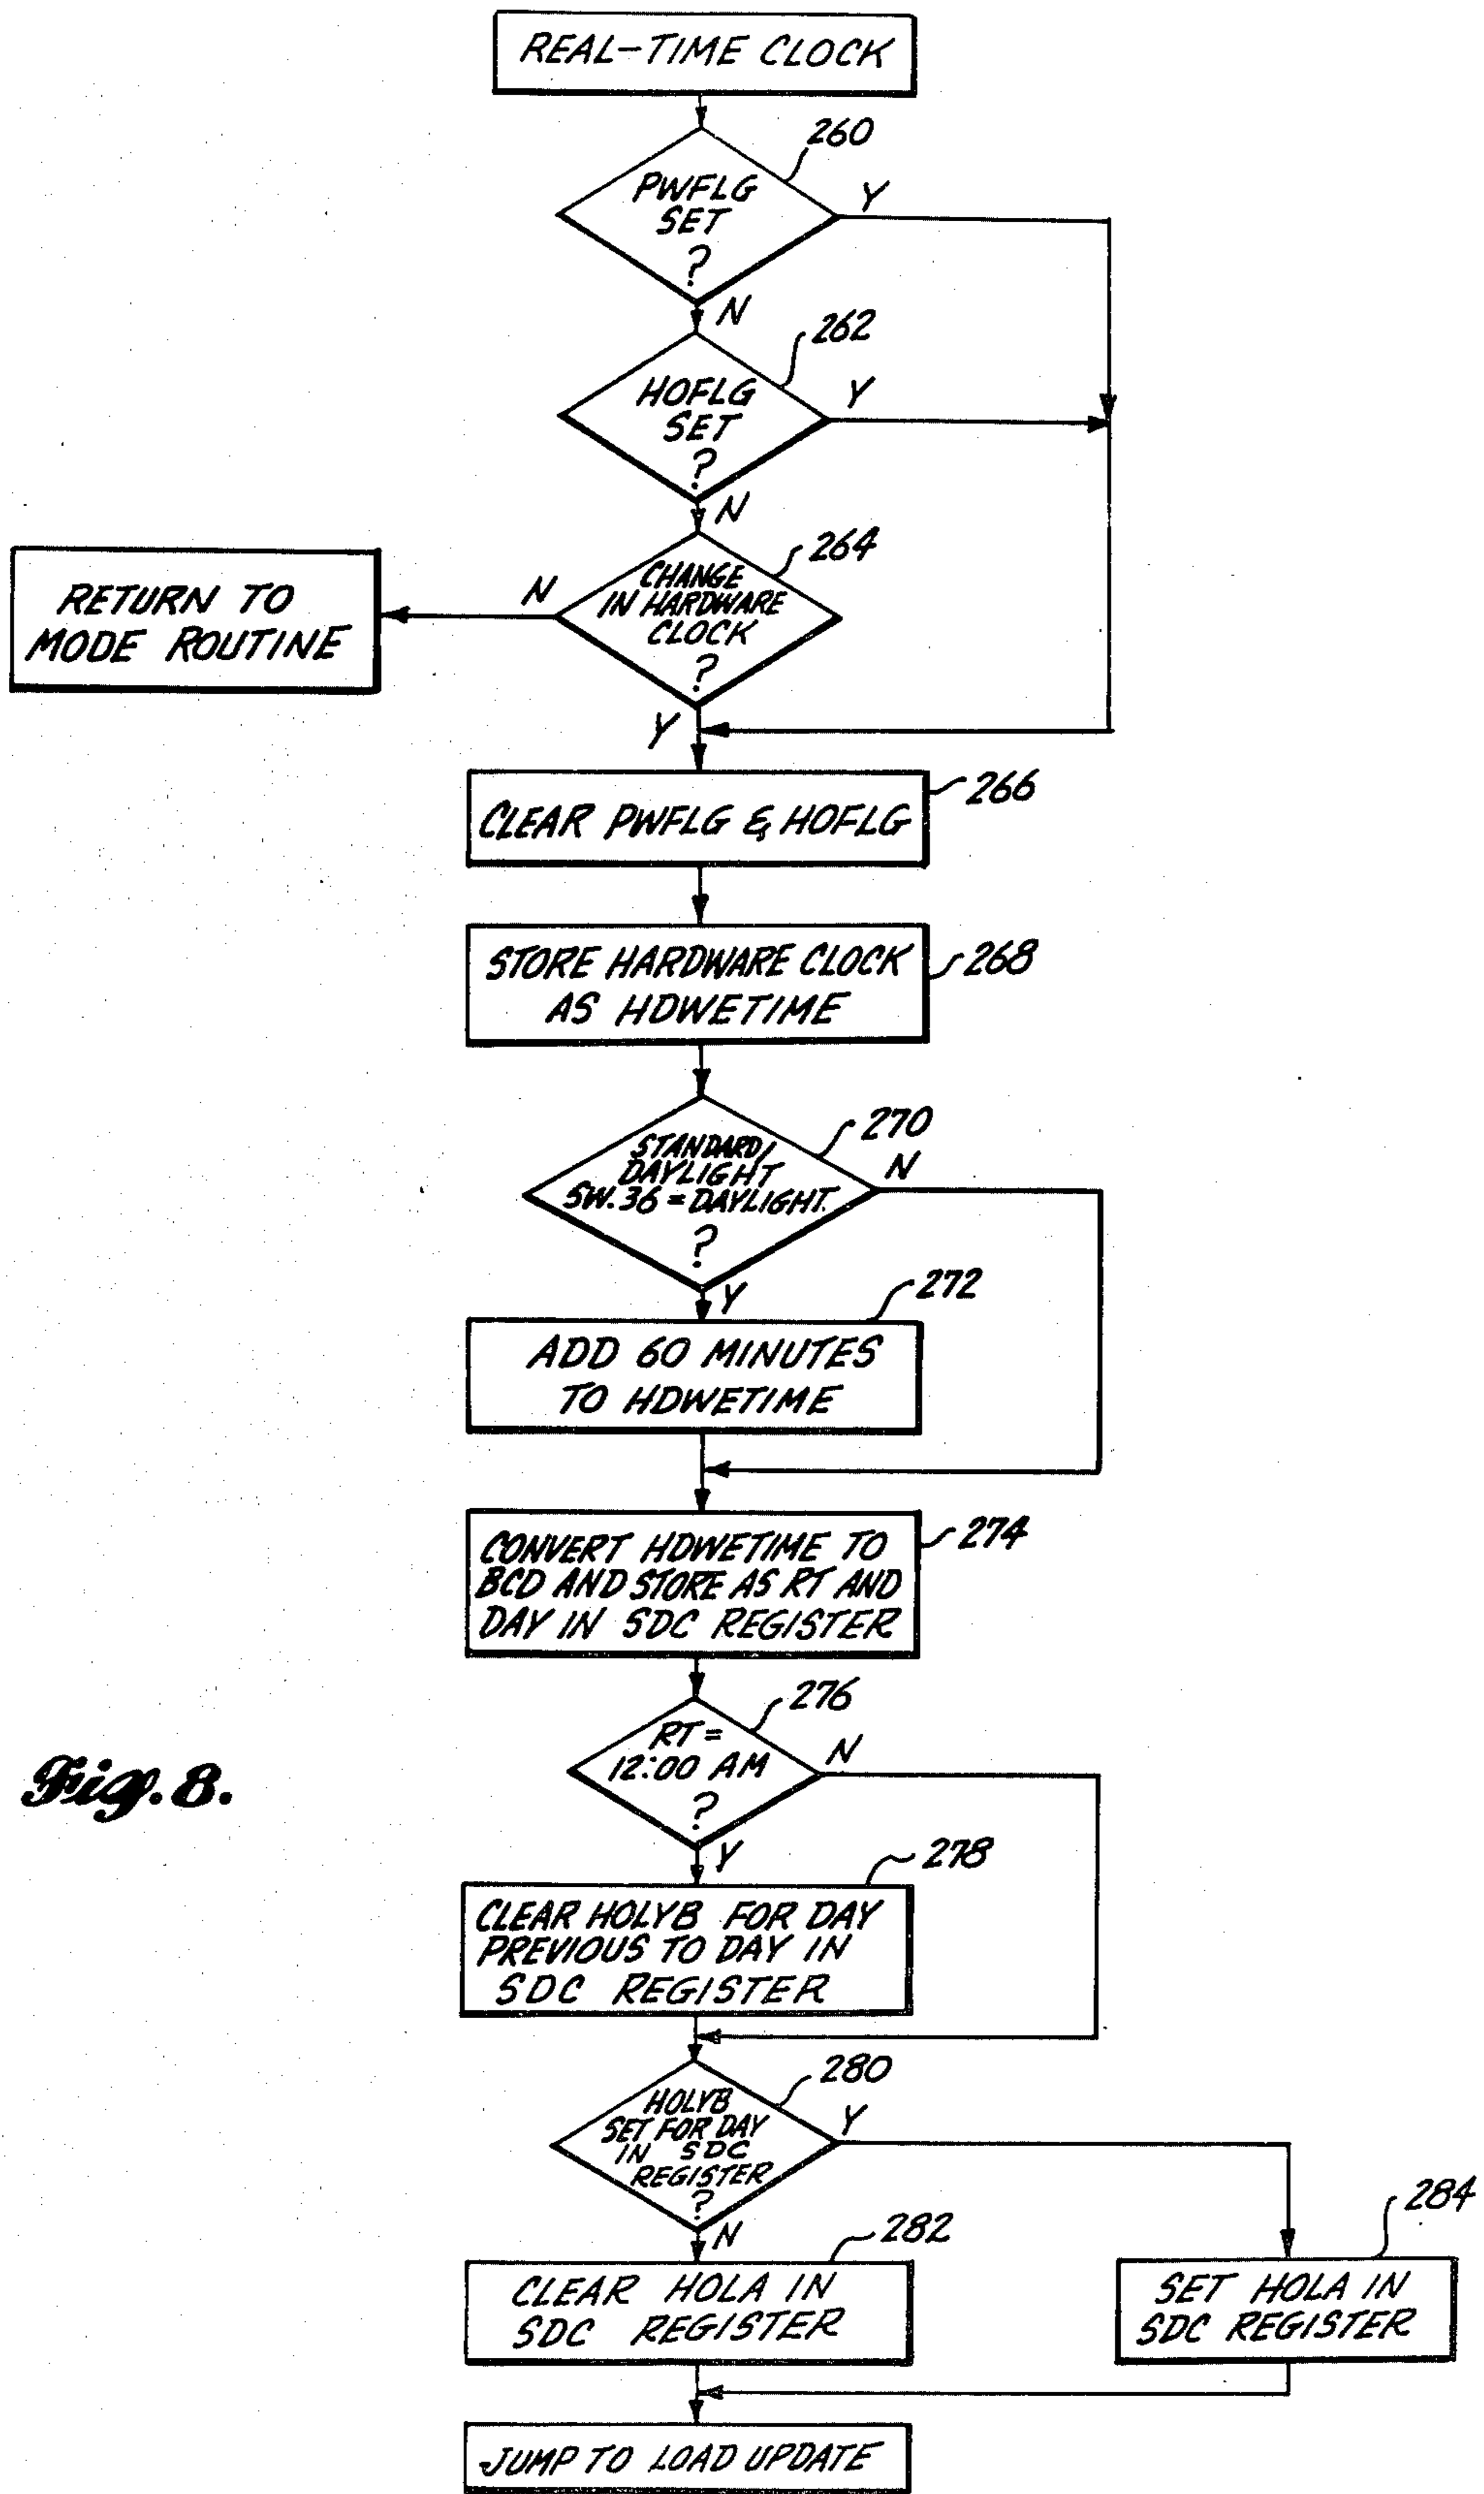 REAL-TIME CLOCK
260
PWFLG
SET
?
Y
N
262
HOFLG
SET
?
Y
N
264
CHANGE
IN HARDWARE
CLOCK
?
N
RETURN TO
MODE ROUTINE
Y
266
CLEAR PWFLG & HOFLG
268
STORE HARDWARE CLOCK
AS HDWETIME
270
STANDARD/
DAYLIGHT
SW.36 = DAYLIGHT
?
N
Y
272
ADD 60 MINUTES
TO HDWETIME
274
CONVERT HDWETIME TO
BCD AND STORE AS RT AND
DAY IN SDC REGISTER
276
RT =
12:00 AM
?
N
Y
Fig. 8.
278
CLEAR HOLYB FOR DAY
PREVIOUS TO DAY IN
SDC REGISTER
280
HOLYB
SET FOR DAY
IN SDC
REGISTER
?
Y
N
282
CLEAR HOLA IN
SDC REGISTER
284
SET HOLA IN
SDC REGISTER
JUMP TO LOAD UPDATE